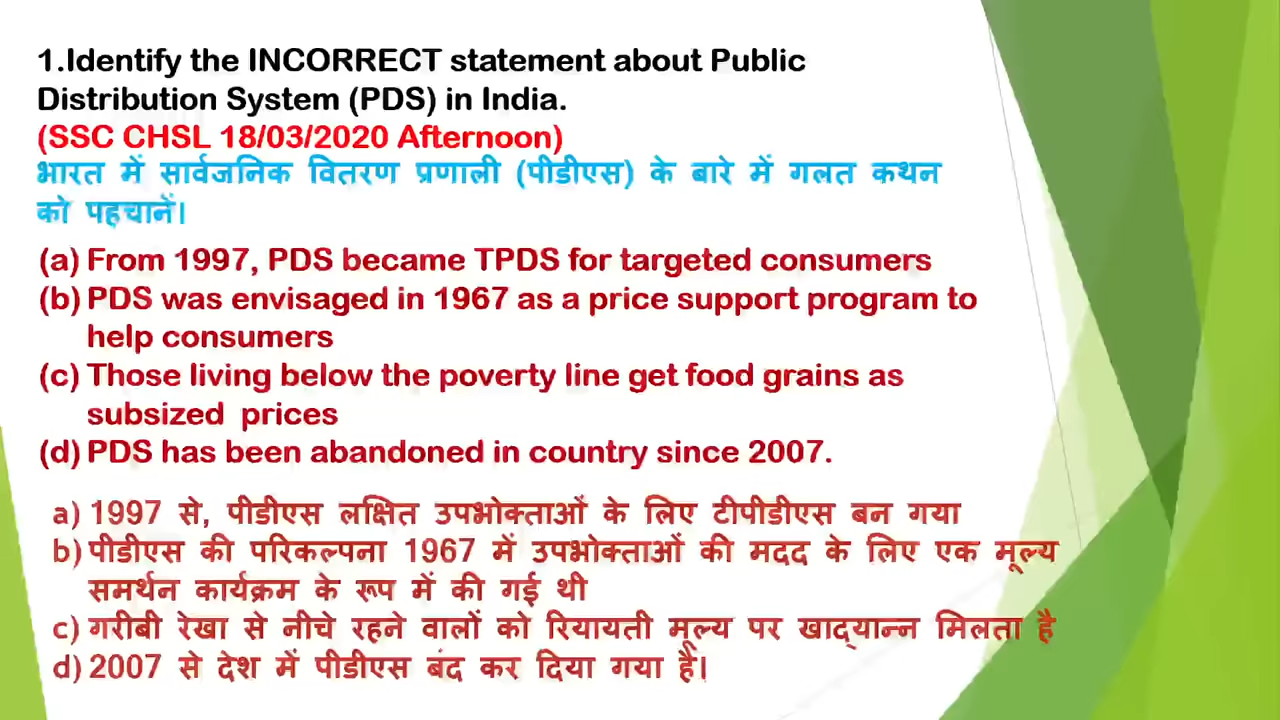 1.Identify the INCORRECT statement about Public
Distribution System (PDS) in India.
(SSC CHSL 18/03/2020 Afternoon)
भारत में सार्वजनिक वितरण प्रणाली (पीडीएस) के बारे में गलत कथन
को पहचानें।
(a) From 1997, PDS became TPDS for targeted consumers
(b) PDS was envisaged in 1967 as a price support program to
help consumers
(c) Those living below the poverty line get food grains as
subsized prices
(d) PDS has been abandoned in country since 2007.
a) 1997 से, पीडीएस लक्षित उपभोक्ताओं के लिए टीपीडीएस बन गया
b) पीडीएस की परिकल्पना 1967 में उपभोक्ताओं की मदद के लिए एक मूल्य
समर्थन कार्यक्रम के रूप में की गई थी
c) गरीबी रेखा से नीचे रहने वालों को रियायती मूल्य पर खाद्यान्न मिलता है
d) 2007 से देश में पीडीएस बंद कर दिया गया है।